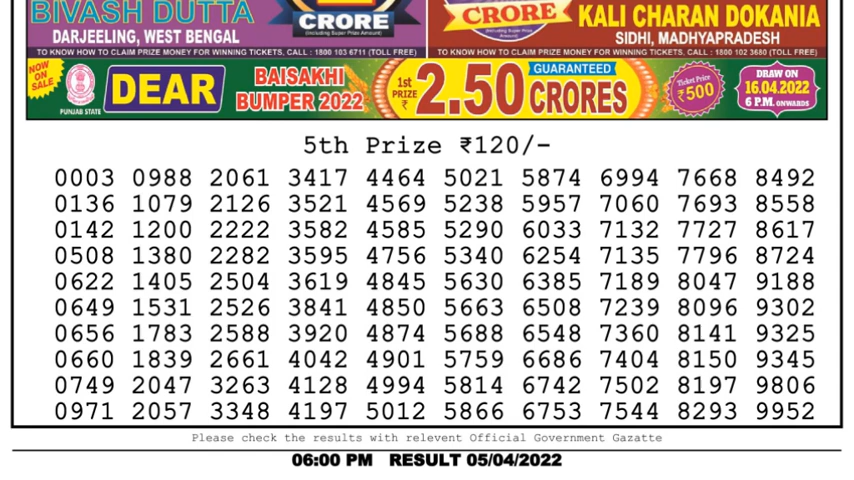 BIVASH DUTTA
DARJEELING, WEST BENGAL
CRORE
(Including Super Prize Amount)
CRORE
(Including Super Prize Amount)
KALI CHARAN DOKANIA
SIDHI, MADHYAPRADESH
TO KNOW HOW TO CLAIM PRIZE MONEY FOR WINNING TICKETS, CALL : 1800 103 6711 (TOLL FREE)
TO KNOW HOW TO CLAIM PRIZE MONEY FOR WINNING TICKETS, CALL : 1800 102 3680 (TOLL FREE)
NOW ON SALE
PUNJAB STATE
DEAR
BAISAKHI
BUMPER 2022
1st PRIZE ₹
2.50
GUARANTEED
CRORES
Ticket Price
₹500
DRAW ON
16.04.2022
6 P.M. ONWARDS
5th Prize ₹120/-
0003 0988 2061 3417 4464 5021 5874 6994 7668 8492
0136 1079 2126 3521 4569 5238 5957 7060 7693 8558
0142 1200 2222 3582 4585 5290 6033 7132 7727 8617
0508 1380 2282 3595 4756 5340 6254 7135 7796 8724
0622 1405 2504 3619 4845 5630 6385 7189 8047 9188
0649 1531 2526 3841 4850 5663 6508 7239 8096 9302
0656 1783 2588 3920 4874 5688 6548 7360 8141 9325
0660 1839 2661 4042 4901 5759 6686 7404 8150 9345
0749 2047 3263 4128 4994 5814 6742 7502 8197 9806
0971 2057 3348 4197 5012 5866 6753 7544 8293 9952
Please check the results with relevent Official Government Gazatte
06:00 PM RESULT 05/04/2022